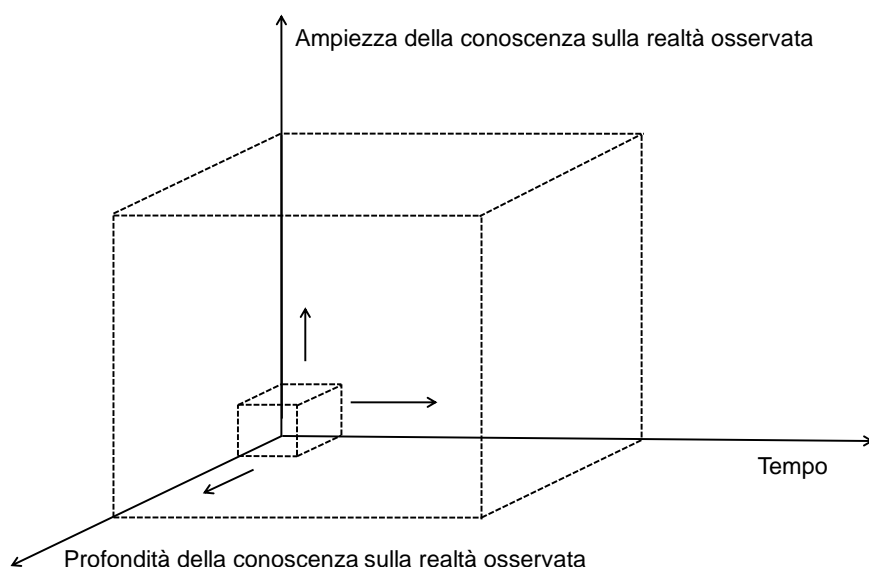 Ampiezza della conoscenza sulla realtà osservata
Tempo
Profondità della conoscenza sulla realtà osservata